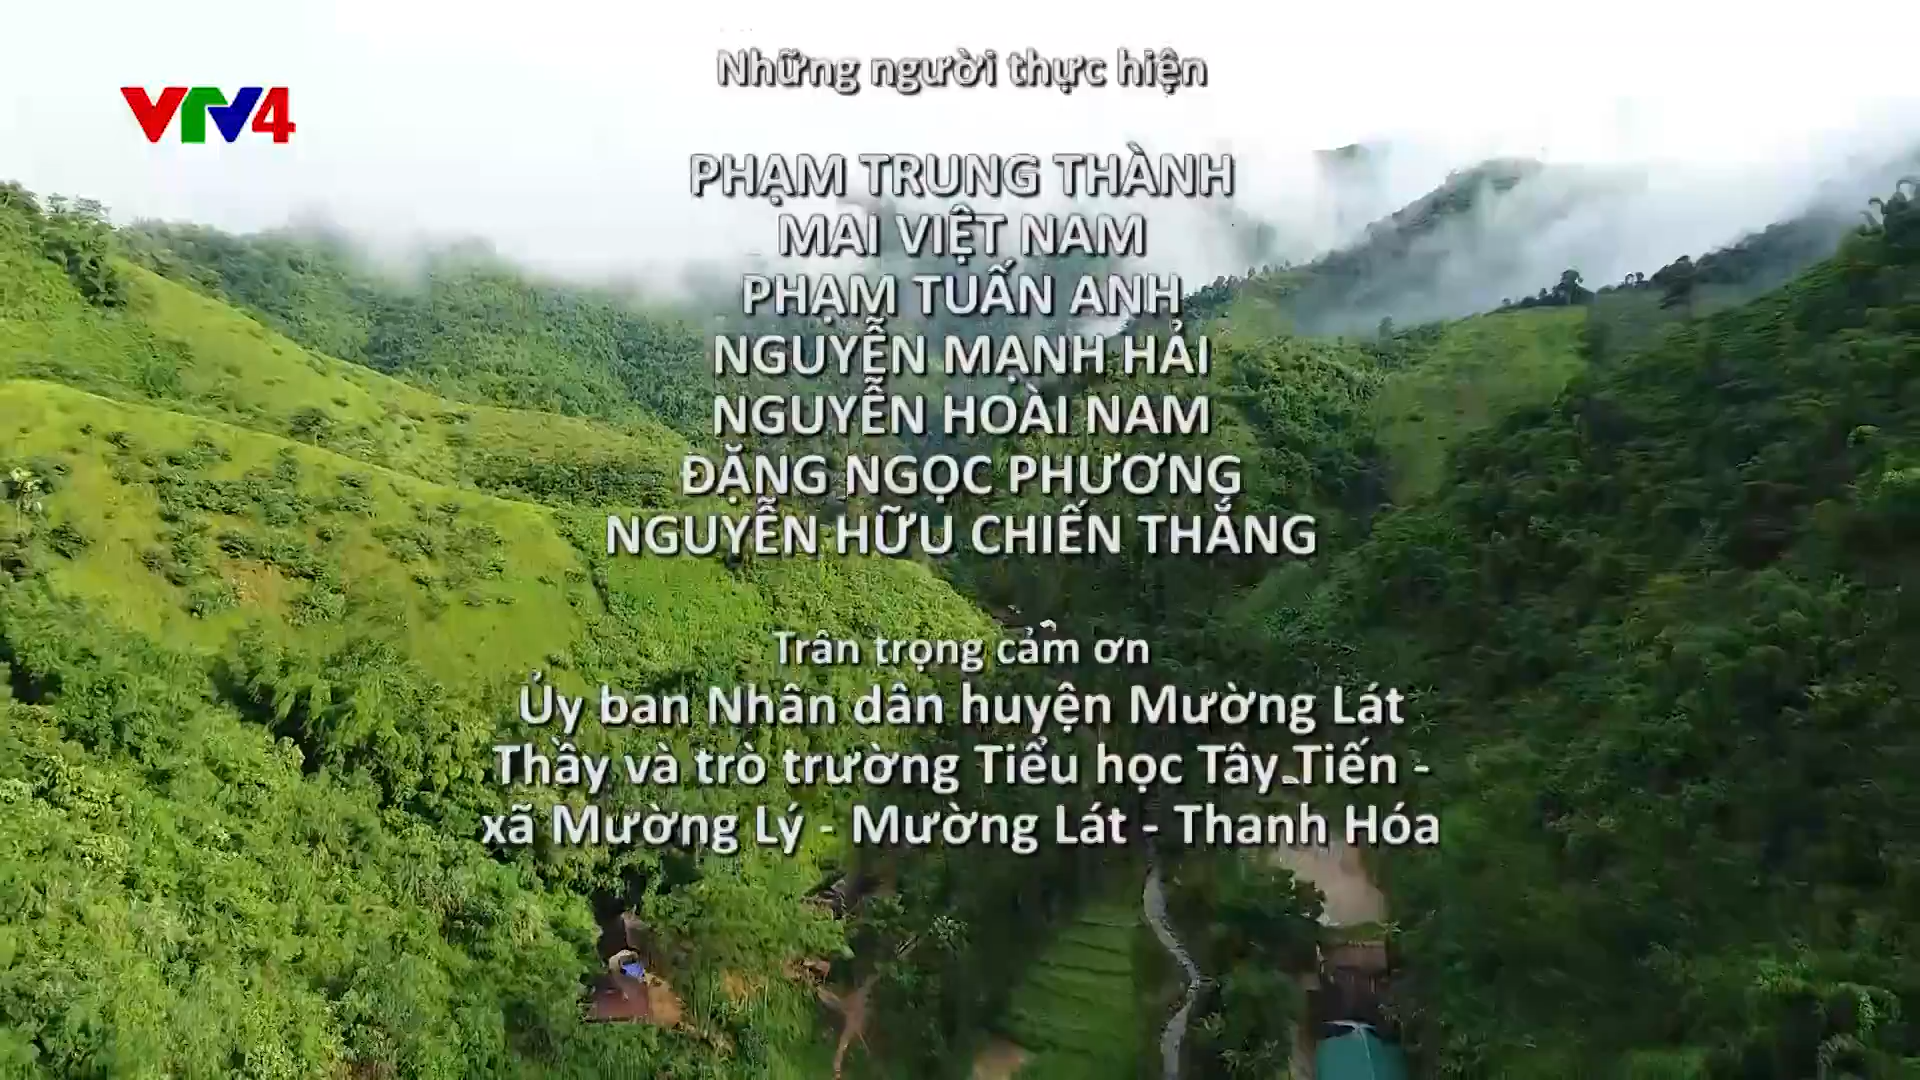 Những người thực hiện
VTV4
PHẠM TRUNG THÀNH
MAI VIỆT NAM
PHẠM TUẤN ANH
NGUYỄN MẠNH HẢI
NGUYỄN HOÀI NAM
ĐẶNG NGỌC PHƯƠNG
NGUYỄN HỮU CHIẾN THẮNG
Trân trọng cảm ơn
Ủy ban Nhân dân huyện Mường Lát
Thầy và trò trường Tiểu học Tây Tiến -
xã Mường Lý - Mường Lát - Thanh Hóa